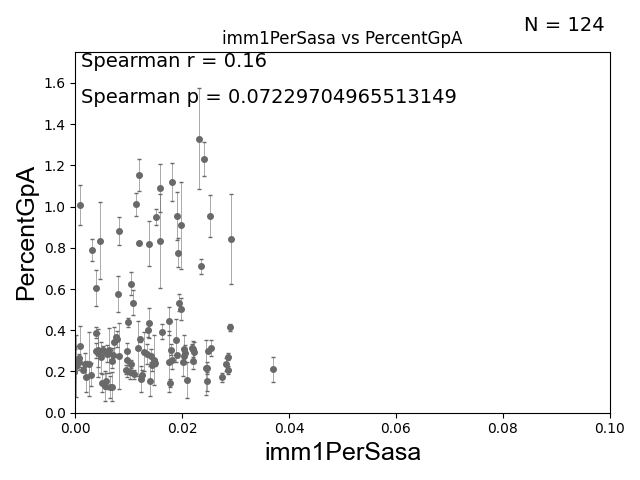 N = 124
imm1PerSasa vs PercentGpA
Spearman r = 0.16
Spearman p = 0.07229704965513149
1.6
1.4
1.2
1.0
0.8
0.6
0.4
0.2
0.0
PercentGpA
0.00 0.02 0.04 0.06 0.08 0.10
imm1PerSasa